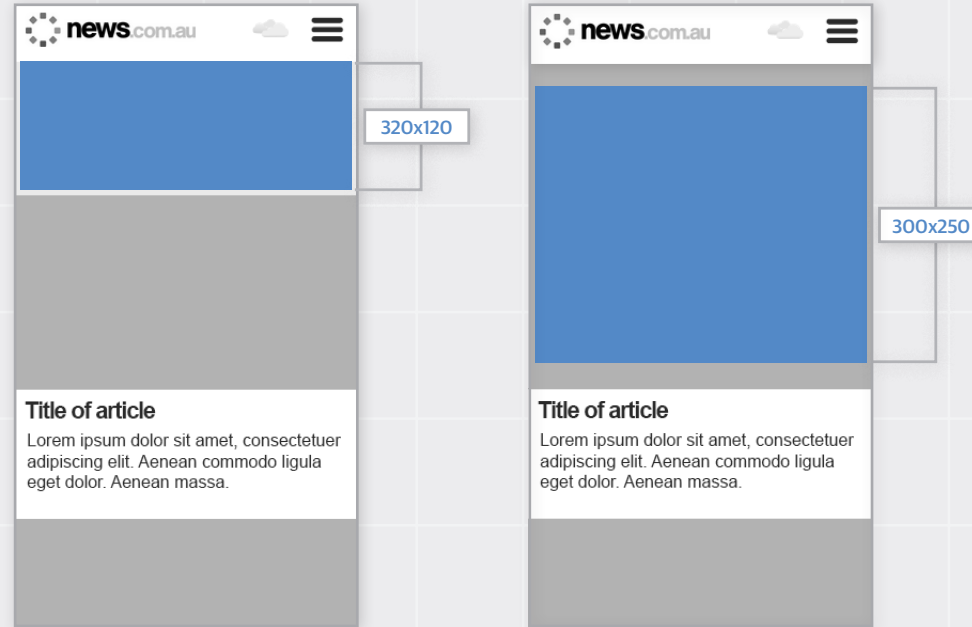 news.com.au
320x120
Title of article
Lorem ipsum dolor sit amet, consectetuer
adipiscing elit. Aenean commodo ligula
eget dolor. Aenean massa.
news.com.au
300x250
Title of article
Lorem ipsum dolor sit amet, consectetuer
adipiscing elit. Aenean commodo ligula
eget dolor. Aenean massa.